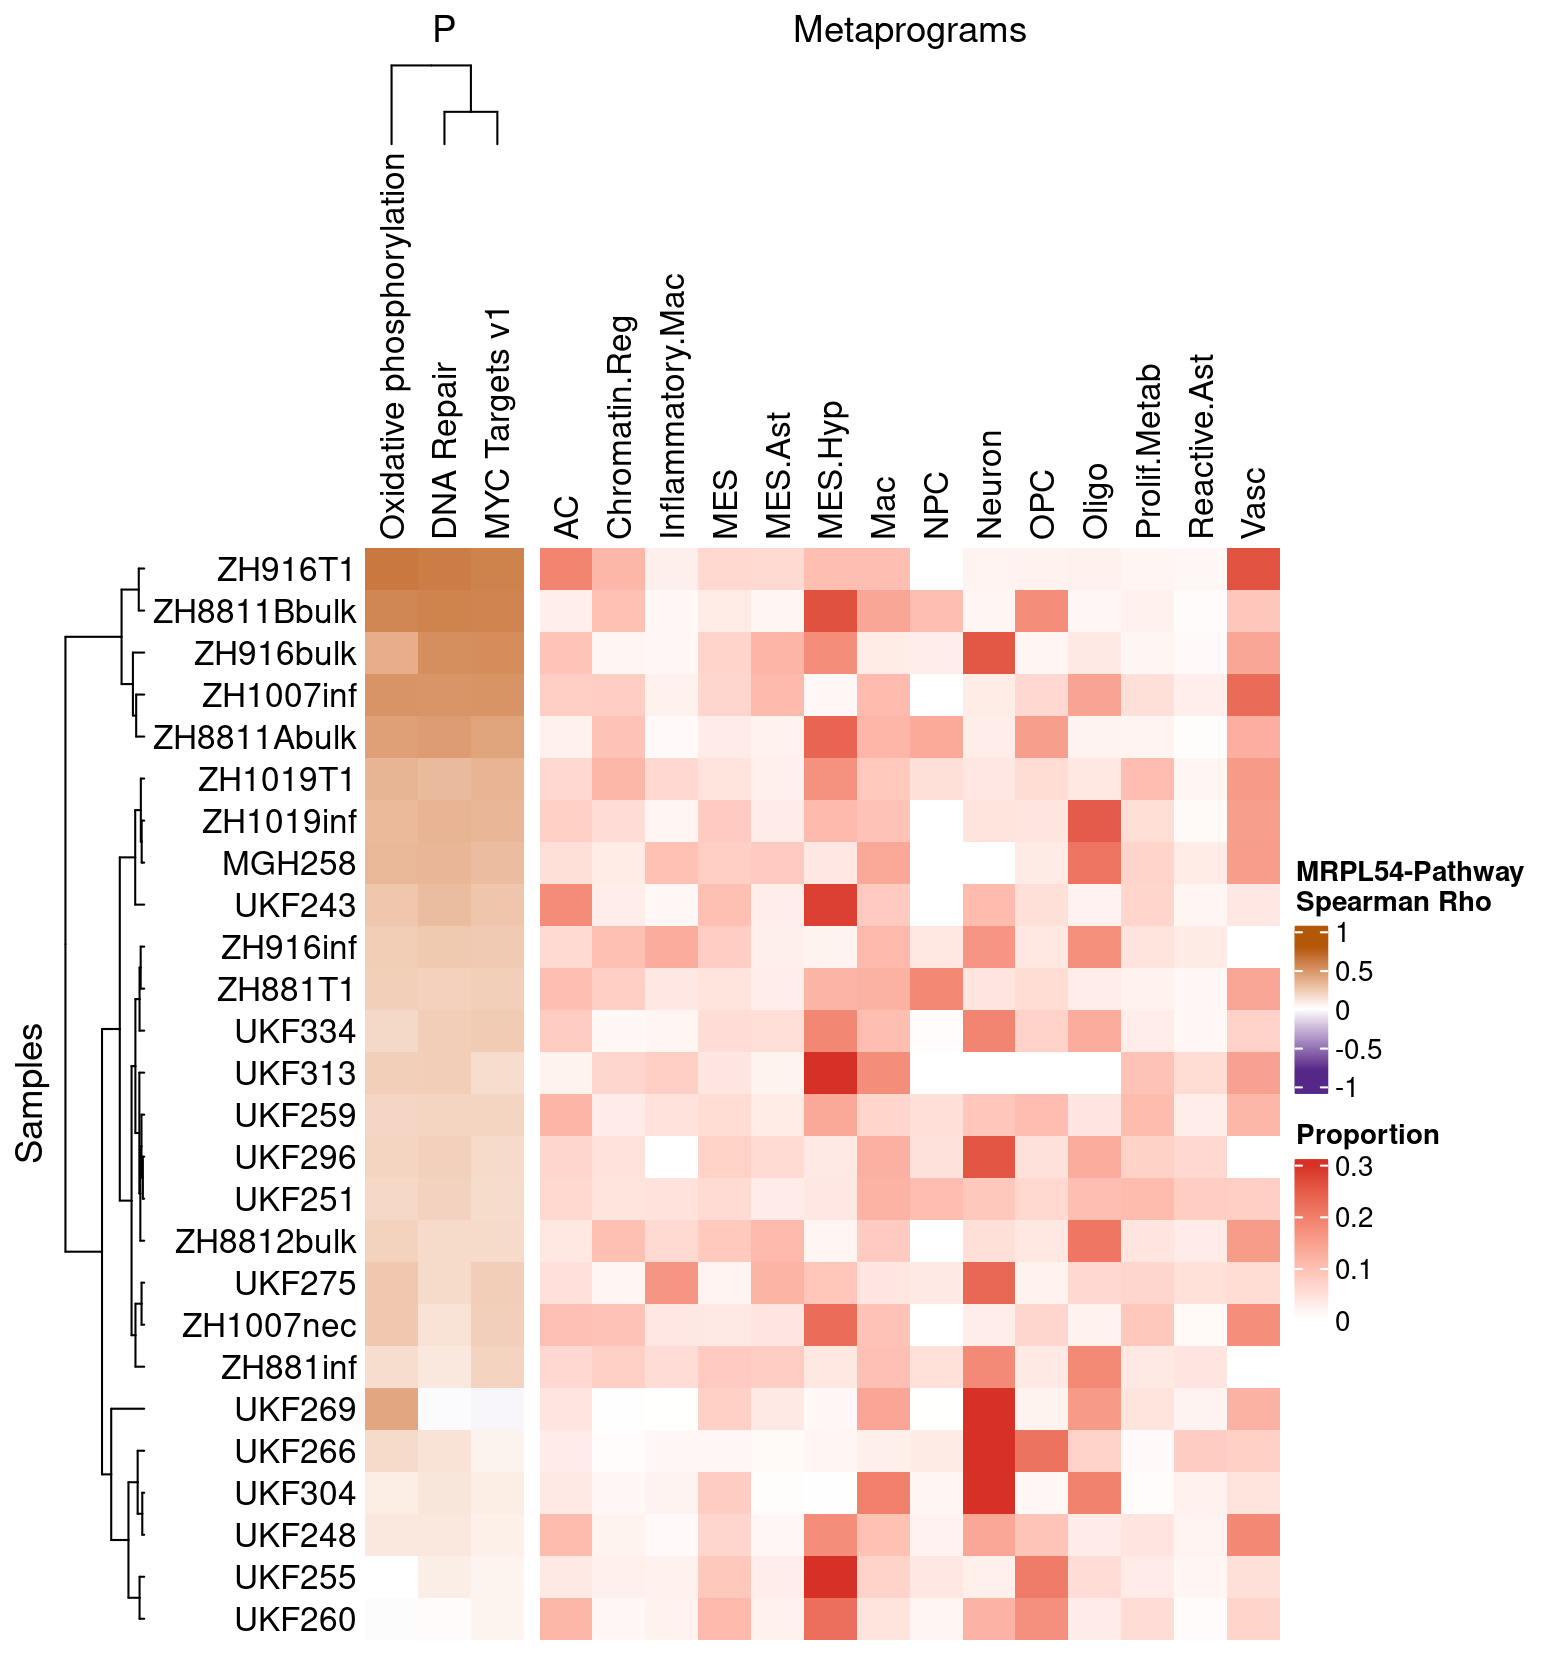 P
Metaprograms
Oxidative phosphorylation
DNA Repair
MYC Targets v1
AC
Chromatin.Reg
Inflammatory.Mac
MES
MES.Ast
MES.Hyp
Mac
NPC
Neuron
OPC
Oligo
Prolif.Metab
Reactive.Ast
Vasc
Samples
ZH916T1
ZH8811Bbulk
ZH916bulk
ZH1007inf
ZH8811Abulk
ZH1019T1
ZH1019inf
MGH258
UKF243
ZH916inf
ZH881T1
UKF334
UKF313
UKF259
UKF296
UKF251
ZH8812bulk
UKF275
ZH1007nec
ZH881inf
UKF269
UKF266
UKF304
UKF248
UKF255
UKF260
MRPL54-Pathway
Spearman Rho
1
0.5
0
-0.5
-1
Proportion
0.3
0.2
0.1
0